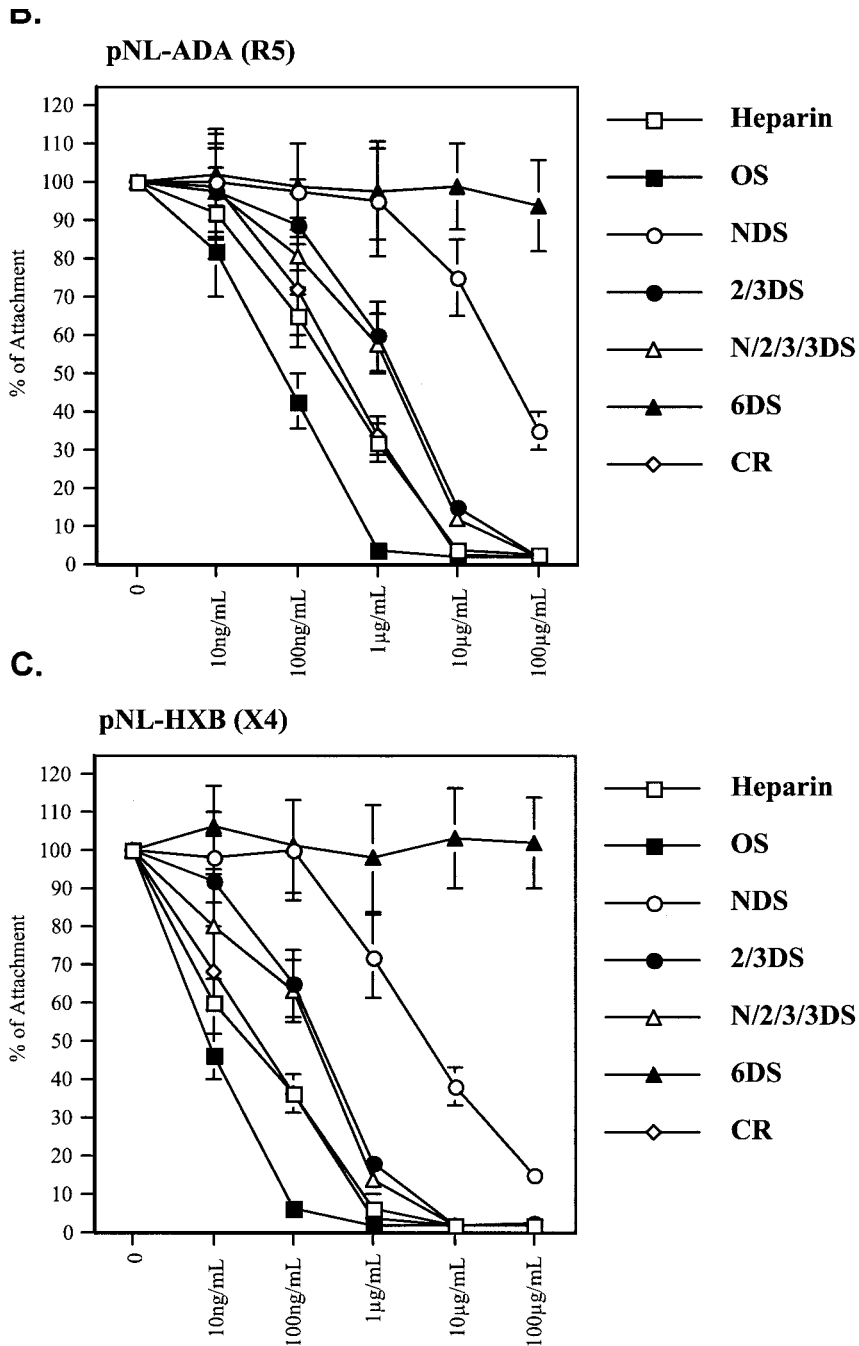 B.
pNL-ADA (R5)
% of Attachment
120
110
100
90
80
70
60
50
40
30
20
10
0
0
10ng/mL
100ng/mL
1µg/mL
10µg/mL
100µg/mL
Heparin
OS
NDS
2/3DS
N/2/3/3DS
6DS
CR
C.
pNL-HXB (X4)
% of Attachment
120
110
100
90
80
70
60
50
40
30
20
10
0
0
10ng/mL
100ng/mL
1µg/mL
10µg/mL
100µg/mL
Heparin
OS
NDS
2/3DS
N/2/3/3DS
6DS
CR